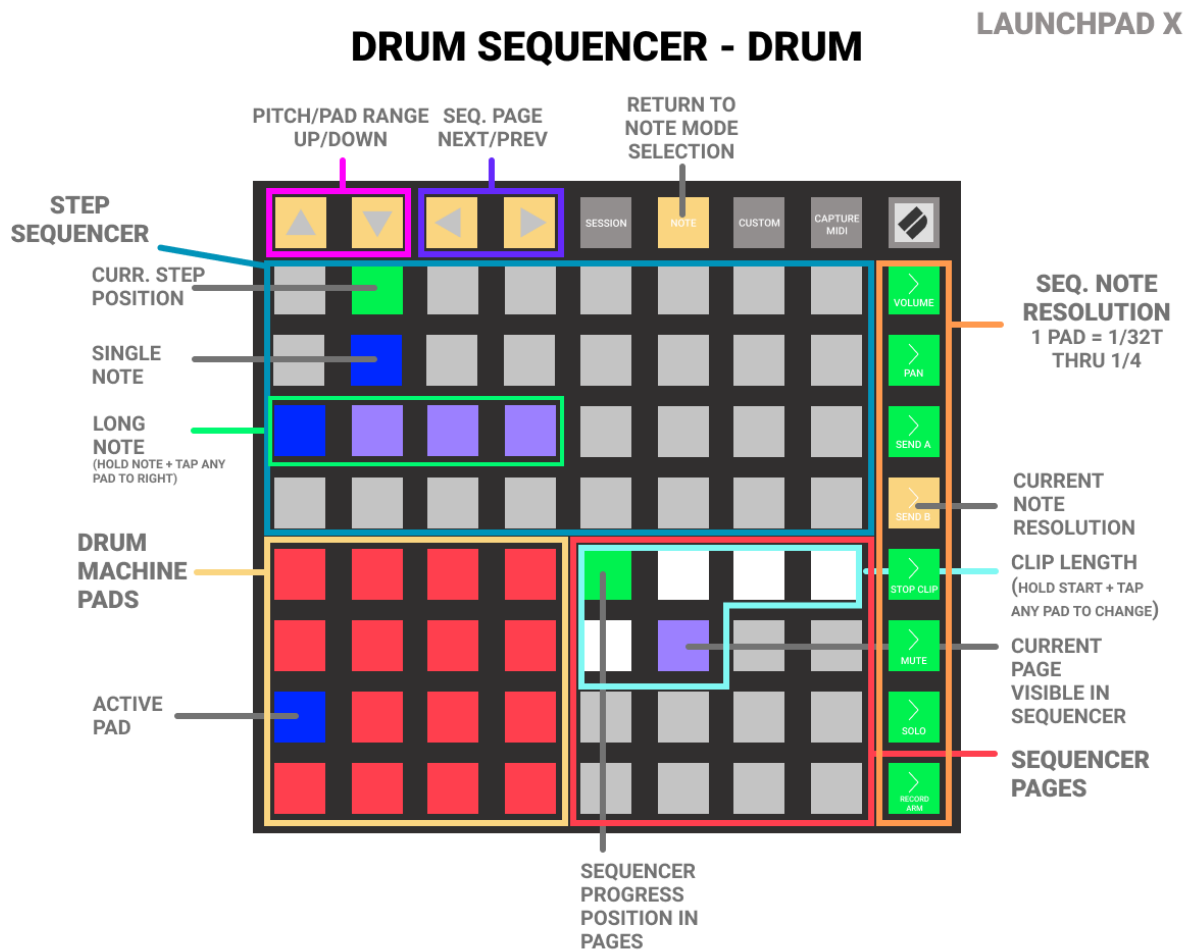 LAUNCHPAD X
DRUM SEQUENCER - DRUM
PITCH/PAD RANGE
UP/DOWN
SEQ. PAGE
NEXT/PREV
RETURN TO
NOTE MODE
SELECTION
STEP
SEQUENCER
SESSION
NOTE
CUSTOM
CAPTURE
MIDI
CURR. STEP
POSITION
VOLUME
SEQ. NOTE
RESOLUTION
1 PAD = 1/32T
THRU 1/4
SINGLE
NOTE
PAN
LONG
NOTE
(HOLD NOTE + TAP ANY
PAD TO RIGHT)
SEND A
SEND B
CURRENT
NOTE
RESOLUTION
DRUM
MACHINE
PADS
STOP CLIP
CLIP LENGTH
(HOLD START + TAP
ANY PAD TO CHANGE)
MUTE
CURRENT
PAGE
VISIBLE IN
SEQUENCER
ACTIVE
PAD
SOLO
SEQUENCER
PAGES
RECORD
ARM
SEQUENCER
PROGRESS
POSITION IN
PAGES